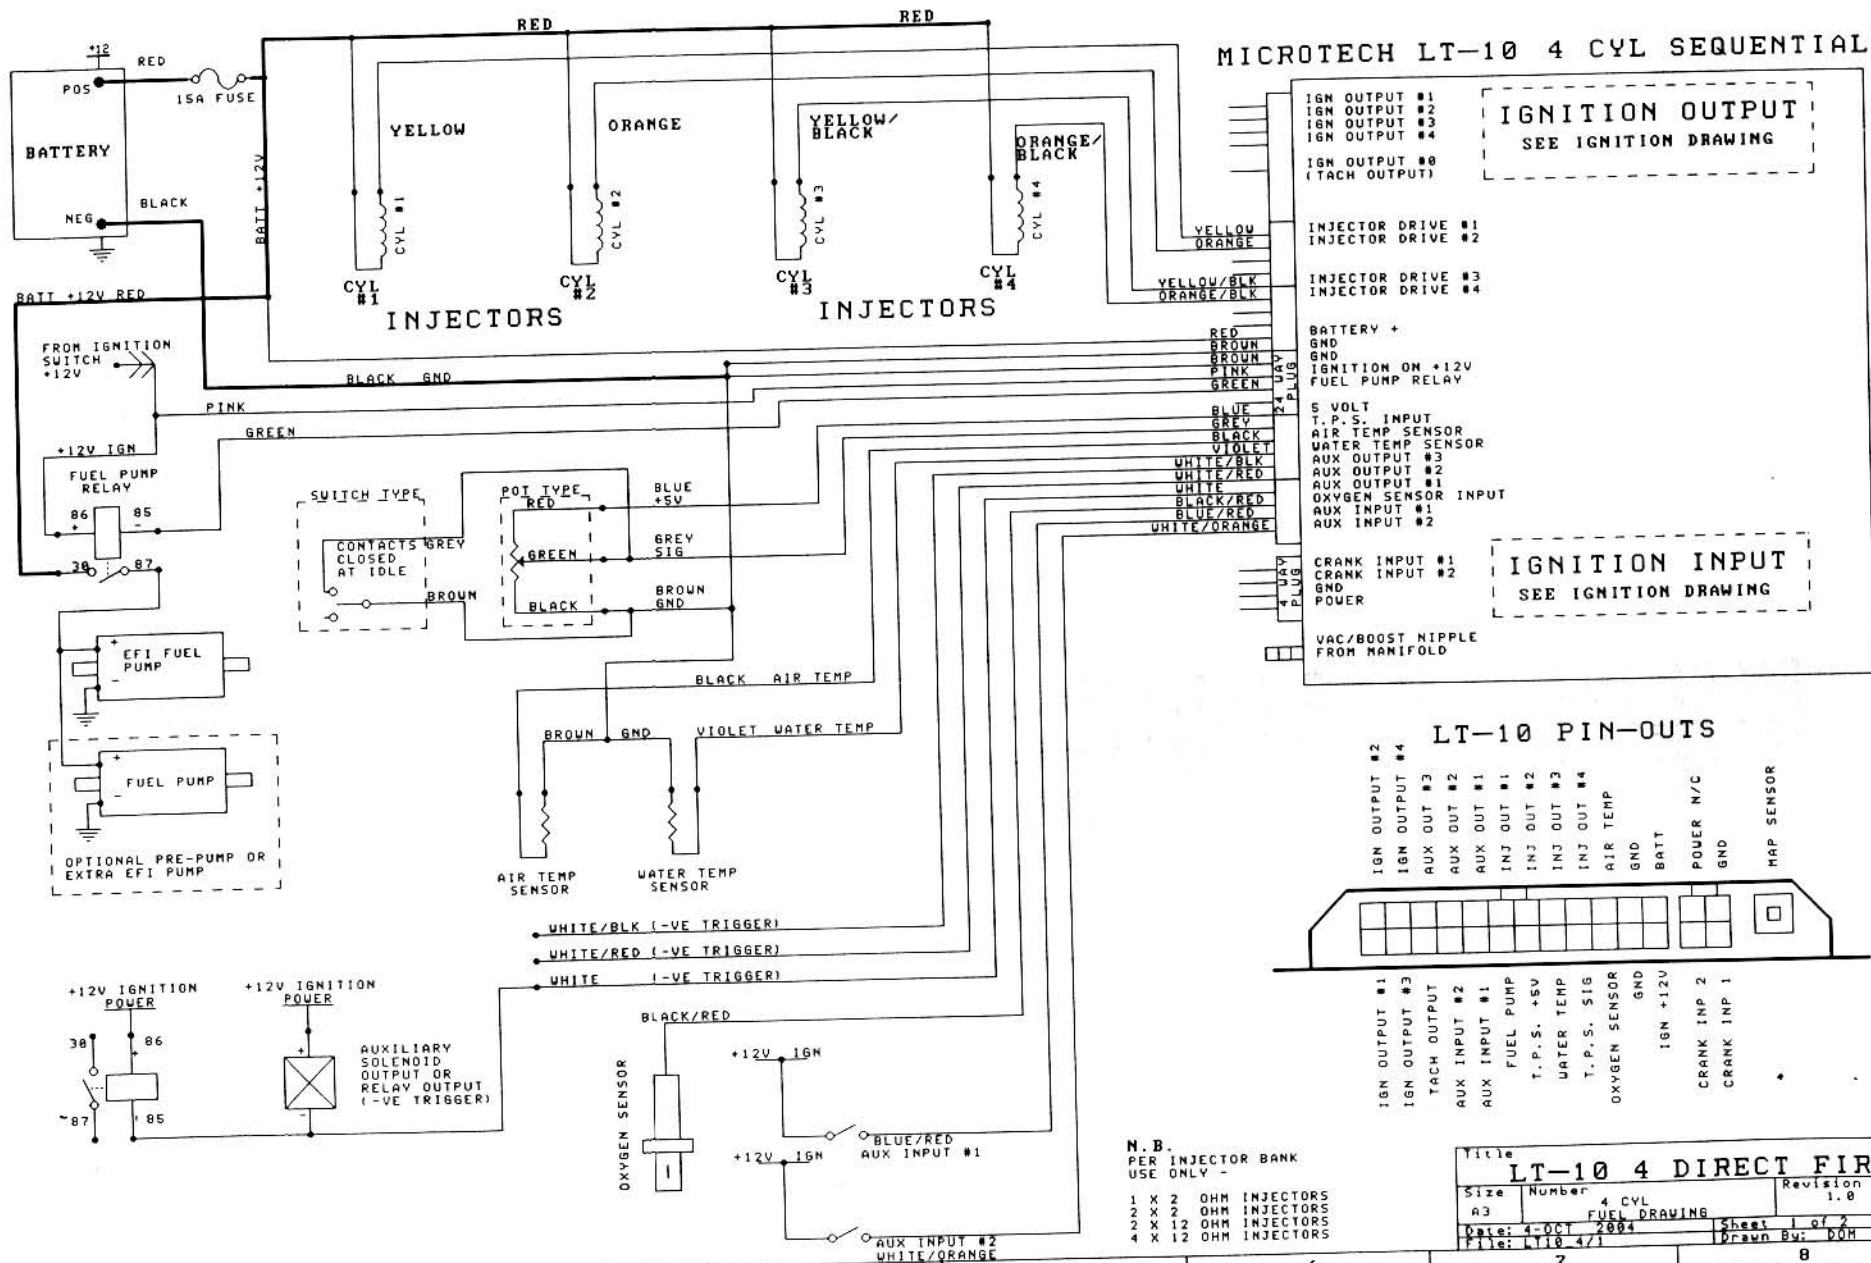 RED
RED
+12
RED
POS
15A FUSE
BATTERY
BATT +12V
NEG
BLACK
YELLOW
ORANGE
YELLOW/
BLACK
ORANGE/
BLACK
CYL #1
CYL #2
CYL #3
CYL #4
CYL
#1
CYL
#2
CYL
#3
CYL
#4
INJECTORS
INJECTORS
BATT +12V RED
FROM IGNITION
SWITCH
+12V
BLACK GND
PINK
GREEN
+12V IGN
FUEL PUMP
RELAY
86
85
+
-
30
87
SWITCH TYPE
CONTACTS
CLOSED
AT IDLE
GREY
BROWN
POT TYPE
RED
GREEN
BLACK
BLUE
+5V
GREY
SIG
BROWN
GND
+
EFI FUEL
PUMP
-
+
FUEL PUMP
-
OPTIONAL PRE-PUMP OR
EXTRA EFI PUMP
BLACK AIR TEMP
BROWN GND
VIOLET WATER TEMP
AIR TEMP
SENSOR
WATER TEMP
SENSOR
WHITE/BLK (-VE TRIGGER)
WHITE/RED (-VE TRIGGER)
WHITE (-VE TRIGGER)
+12V IGNITION
POWER
+12V IGNITION
POWER
30
86
+
87
85
+
-
AUXILIARY
SOLENOID
OUTPUT OR
RELAY OUTPUT
(-VE TRIGGER)
BLACK/RED
OXYGEN SENSOR
+12V IGN
BLUE/RED
AUX INPUT #1
+12V IGN
AUX INPUT #2
WHITE/ORANGE
MICROTECH LT-10 4 CYL SEQUENTIAL
IGN OUTPUT #1
IGN OUTPUT #2
IGN OUTPUT #3
IGN OUTPUT #4
IGN OUTPUT #0
(TACH OUTPUT)
IGNITION OUTPUT
SEE IGNITION DRAWING
YELLOW
ORANGE
INJECTOR DRIVE #1
INJECTOR DRIVE #2
YELLOW/BLK
ORANGE/BLK
INJECTOR DRIVE #3
INJECTOR DRIVE #4
RED
BROWN
BROWN
PINK
GREEN
BLUE
GREY
BLACK
VIOLET
WHITE/BLK
WHITE/RED
WHITE
BLACK/RED
BLUE/RED
WHITE/ORANGE
24 WAY
PLUG
BATTERY +
GND
GND
IGNITION ON +12V
FUEL PUMP RELAY
5 VOLT
T.P.S. INPUT
AIR TEMP SENSOR
WATER TEMP SENSOR
AUX OUTPUT #3
AUX OUTPUT #2
AUX OUTPUT #1
OXYGEN SENSOR INPUT
AUX INPUT #1
AUX INPUT #2
4 WAY
PLUG
CRANK INPUT #1
CRANK INPUT #2
GND
POWER
IGNITION INPUT
SEE IGNITION DRAWING
VAC/BOOST NIPPLE
FROM MANIFOLD
LT-10 PIN-OUTS
IGN OUTPUT #2
IGN OUTPUT #4
AUX OUT #3
AUX OUT #2
AUX OUT #1
INJ OUT #1
INJ OUT #2
INJ OUT #3
INJ OUT #4
AIR TEMP
GND
BATT
POWER N/C
GND
MAP SENSOR
IGN OUTPUT #1
IGN OUTPUT #3
TACH OUTPUT
AUX INPUT #2
AUX INPUT #1
FUEL PUMP
T.P.S. +5V
WATER TEMP
T.P.S. SIG
OXYGEN SENSOR
GND
IGN +12V
CRANK INP 2
CRANK INP 1
N.B.
PER INJECTOR BANK
USE ONLY -
1 X 2 OHM INJECTORS
2 X 2 OHM INJECTORS
2 X 12 OHM INJECTORS
4 X 12 OHM INJECTORS
Title
LT-10 4 DIRECT FIR
Size
A3
Number
4 CYL
FUEL DRAWING
Revision
1.0
Date: 4-OCT 2004
Sheet 1 of 2
File: LT10_4/1
Drawn By: DOM
7
8